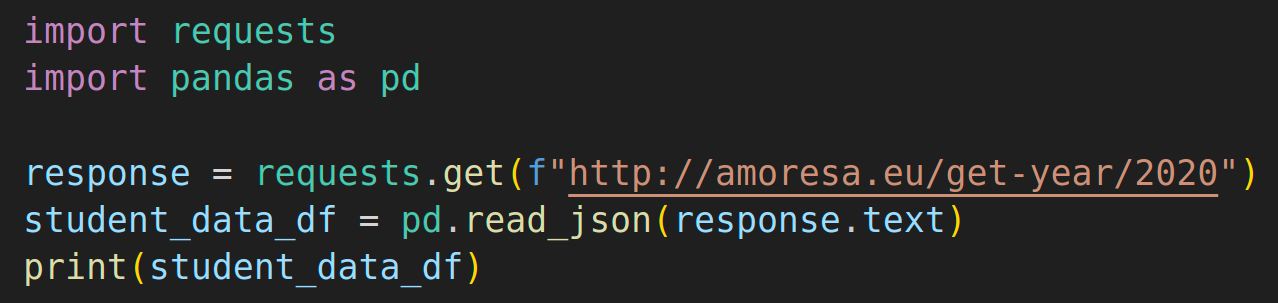 import requests
import pandas as pd
response = requests.get(f"http://amoresa.eu/get-year/2020")
student_data_df = pd.read_json(response.text)
print(student_data_df)